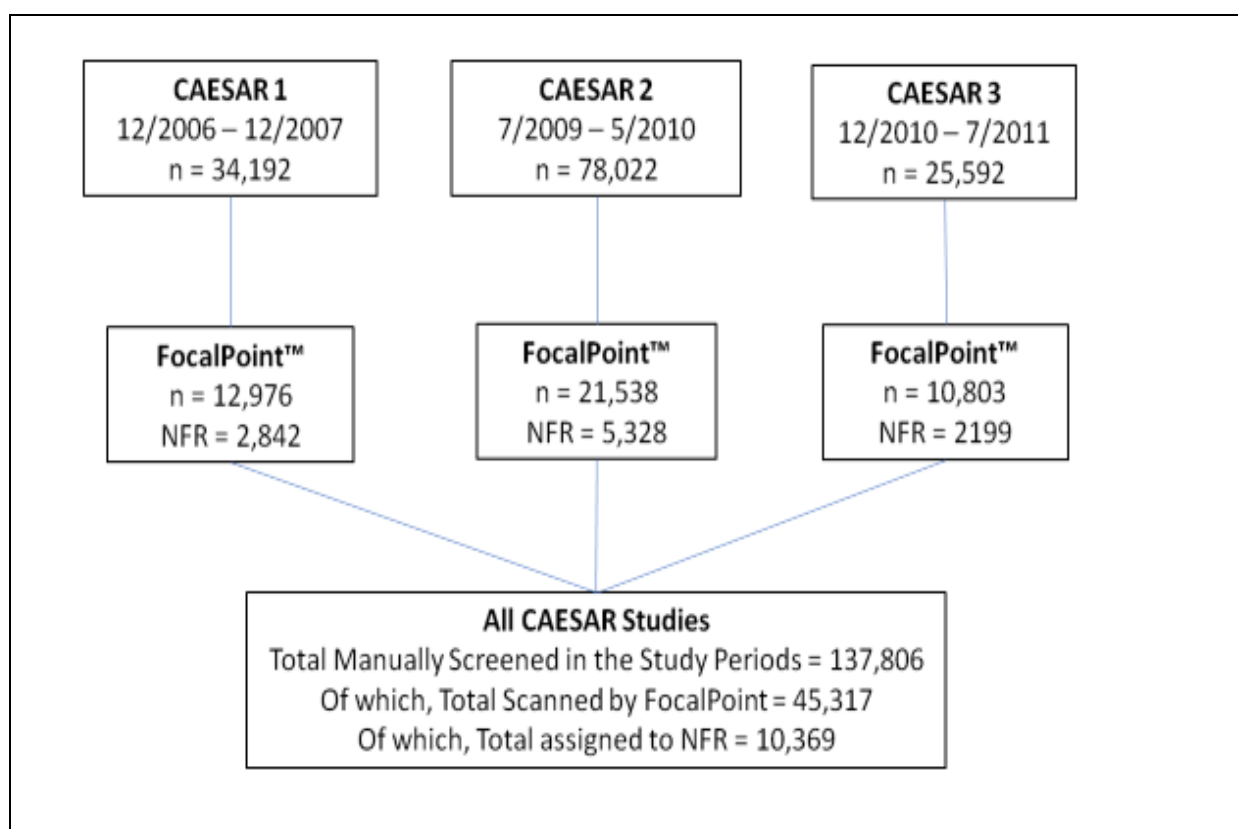 CAESAR 1
12/2006 – 12/2007
n = 34,192
CAESAR 2
7/2009 – 5/2010
n = 78,022
CAESAR 3
12/2010 – 7/2011
n = 25,592
FocalPoint™
n = 12,976
NFR = 2,842
FocalPoint™
n = 21,538
NFR = 5,328
FocalPoint™
n = 10,803
NFR = 2199
All CAESAR Studies
Total Manually Screened in the Study Periods = 137,806
Of which, Total Scanned by FocalPoint = 45,317
Of which, Total assigned to NFR = 10,369